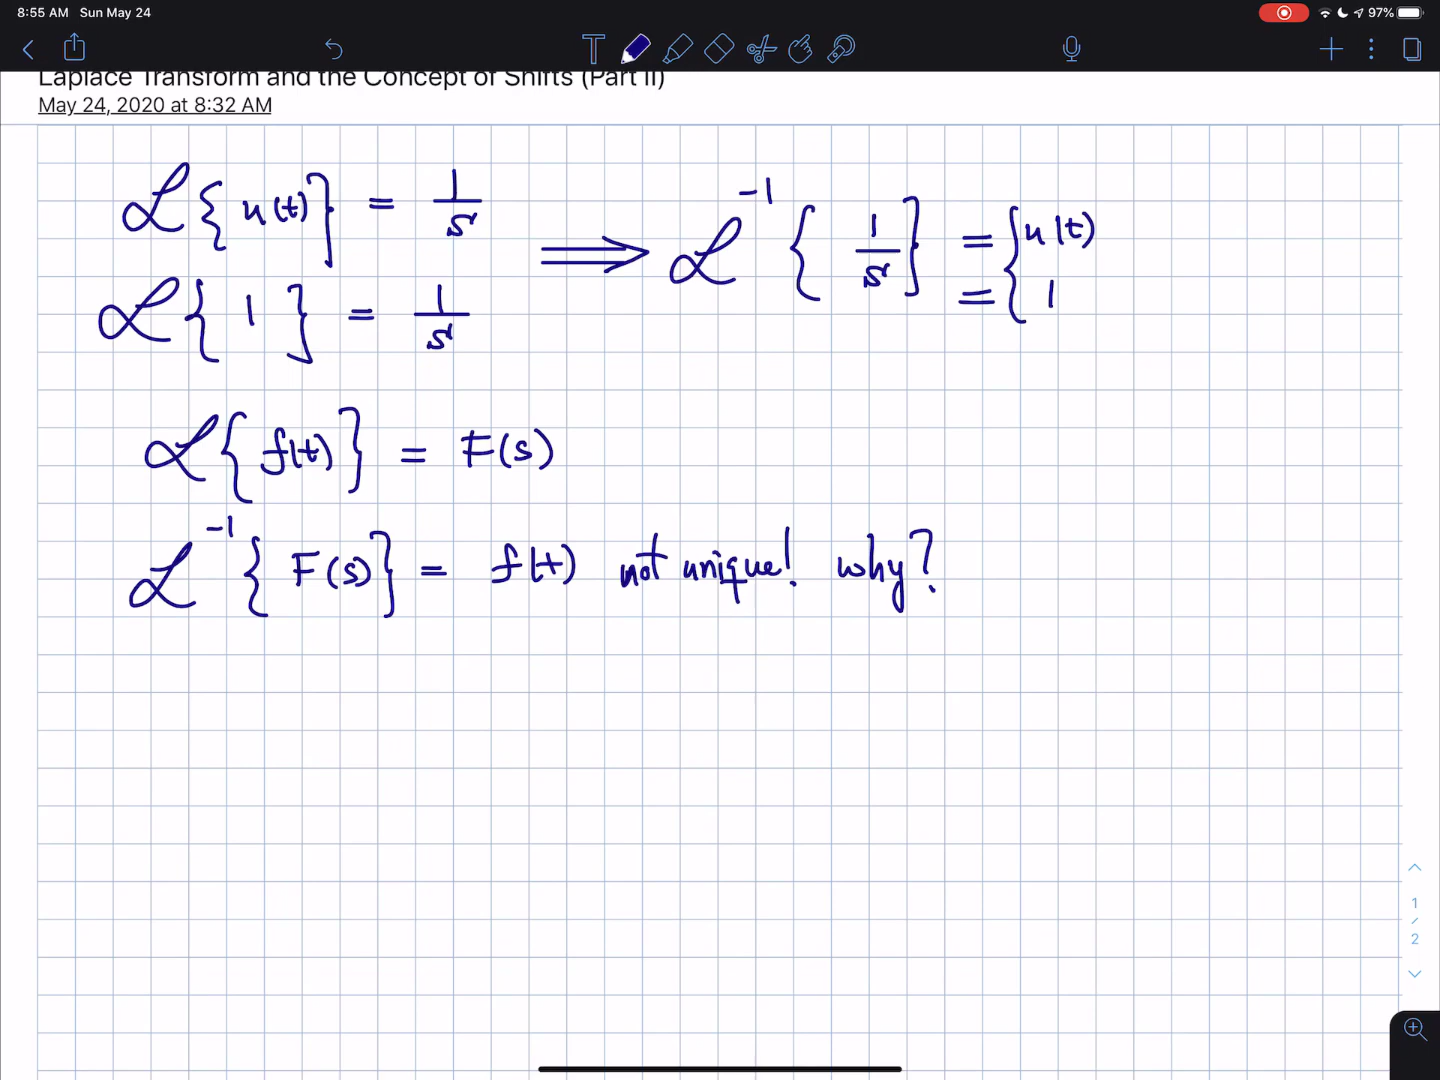 8:55 AM Sun May 24 97%
Laplace Transform and the Concept of Shifts (Part II)
May 24, 2020 at 8:32 AM
ℒ{u(t)} = 1/s
ℒ{1} = 1/s
⟹ ℒ⁻¹{1/s} = {u(t)
= {1
ℒ{f(t)} = F(s)
ℒ⁻¹{F(s)} = f(t) not unique! why?
1/2